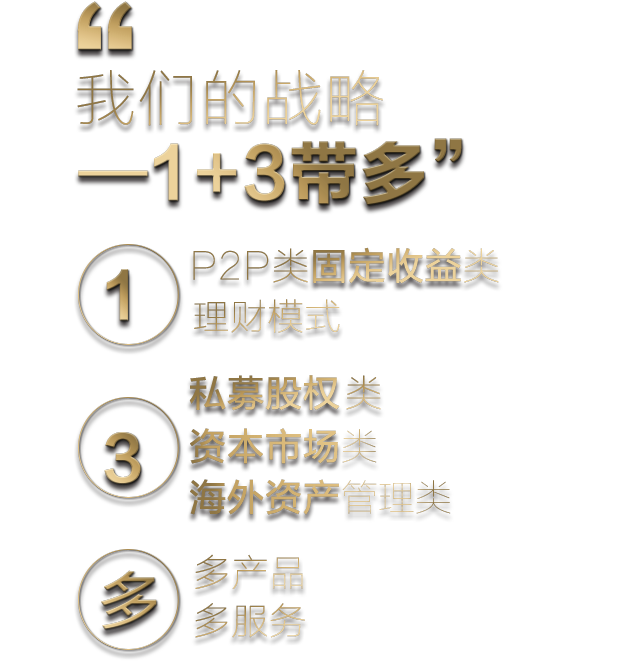 “我们的战略
—1+3带多”
1
P2P类固定收益类
理财模式
3
私募股权类
资本市场类
海外资产管理类
多
多产品
多服务